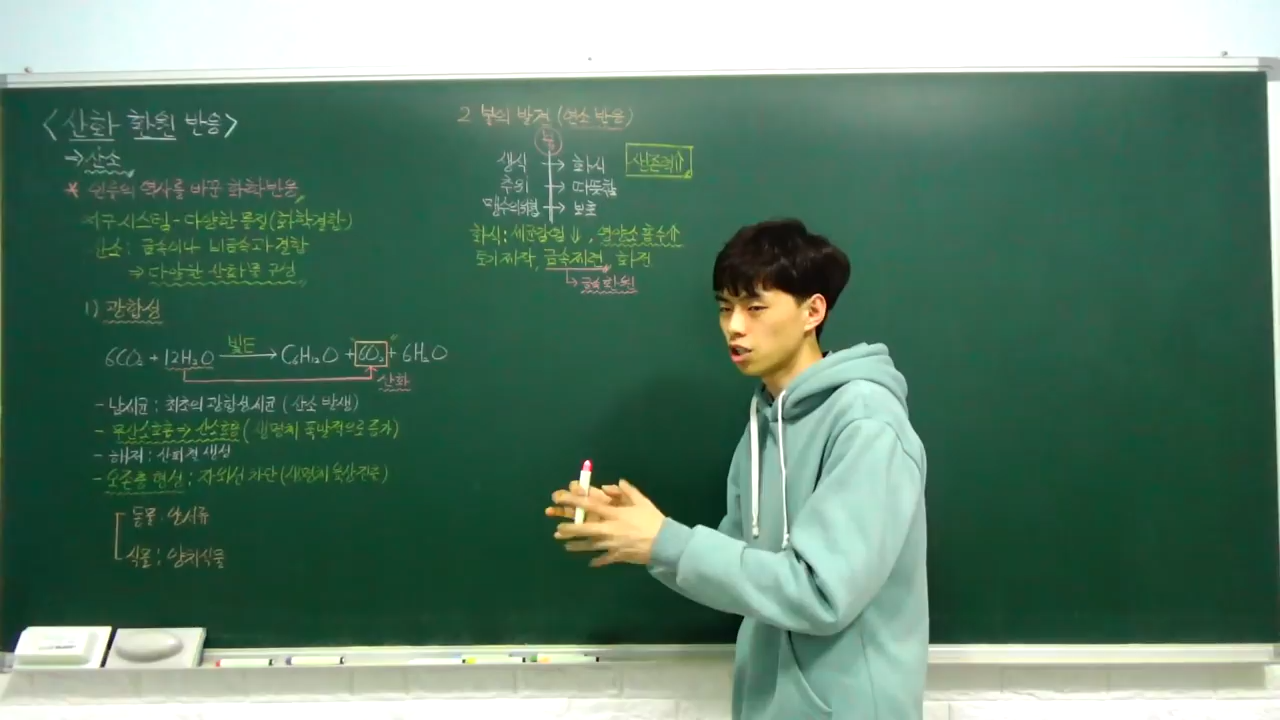 <산화 환원 반응>
→산소
* 인류의 역사를 바꾼 화학반응
지구시스템 - 다양한 물질(화학결합)
산소: 금속이나 비금속과 결합
⇒ 다양한 산화물 구성
1) 광합성
6CO₂ + 12H₂O 빛E → C₆H₁₂O + 6O₂ + 6H₂O
산화
- 남세균 : 최초의 광합성세균 (산소 발생)
- 무산소호흡 ⇒ 산소호흡 (생명체 폭발적으로 증가)
- 해저 : 산화철 생성
- 오존층 형성 : 자외선 차단 (생명체 육상진출)
동물 : 양서류
식물 : 양치식물
2 불의 발견 (연소 반응)
불
생식 → 화식
추위 → 따뜻함
맹수의위협 → 보호
생존력↑
화식 : 세균감염↓, 영양소 흡수↑
토기제작, 금속제련, 화전
↳ 금속환원